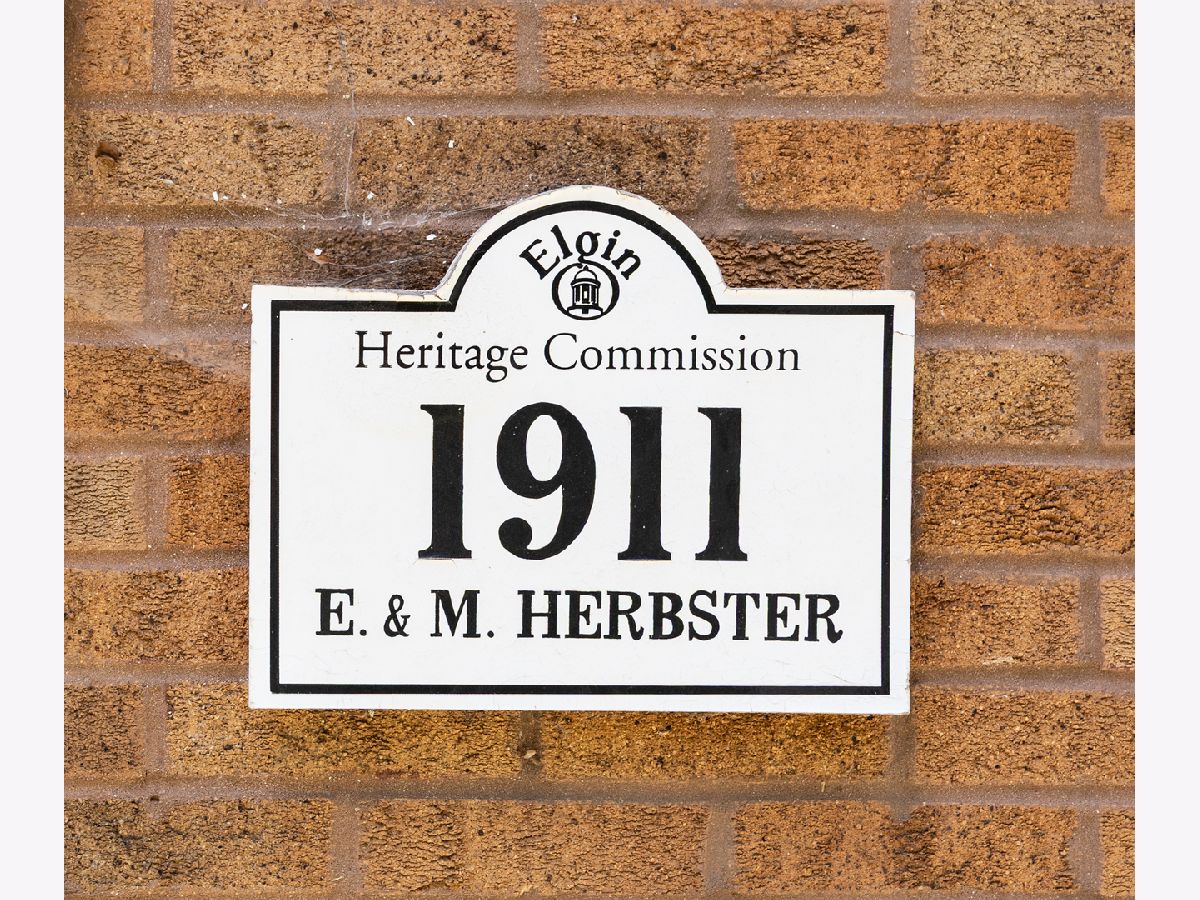 Elgin
Heritage Commission
1911
E. & M. HERBSTER